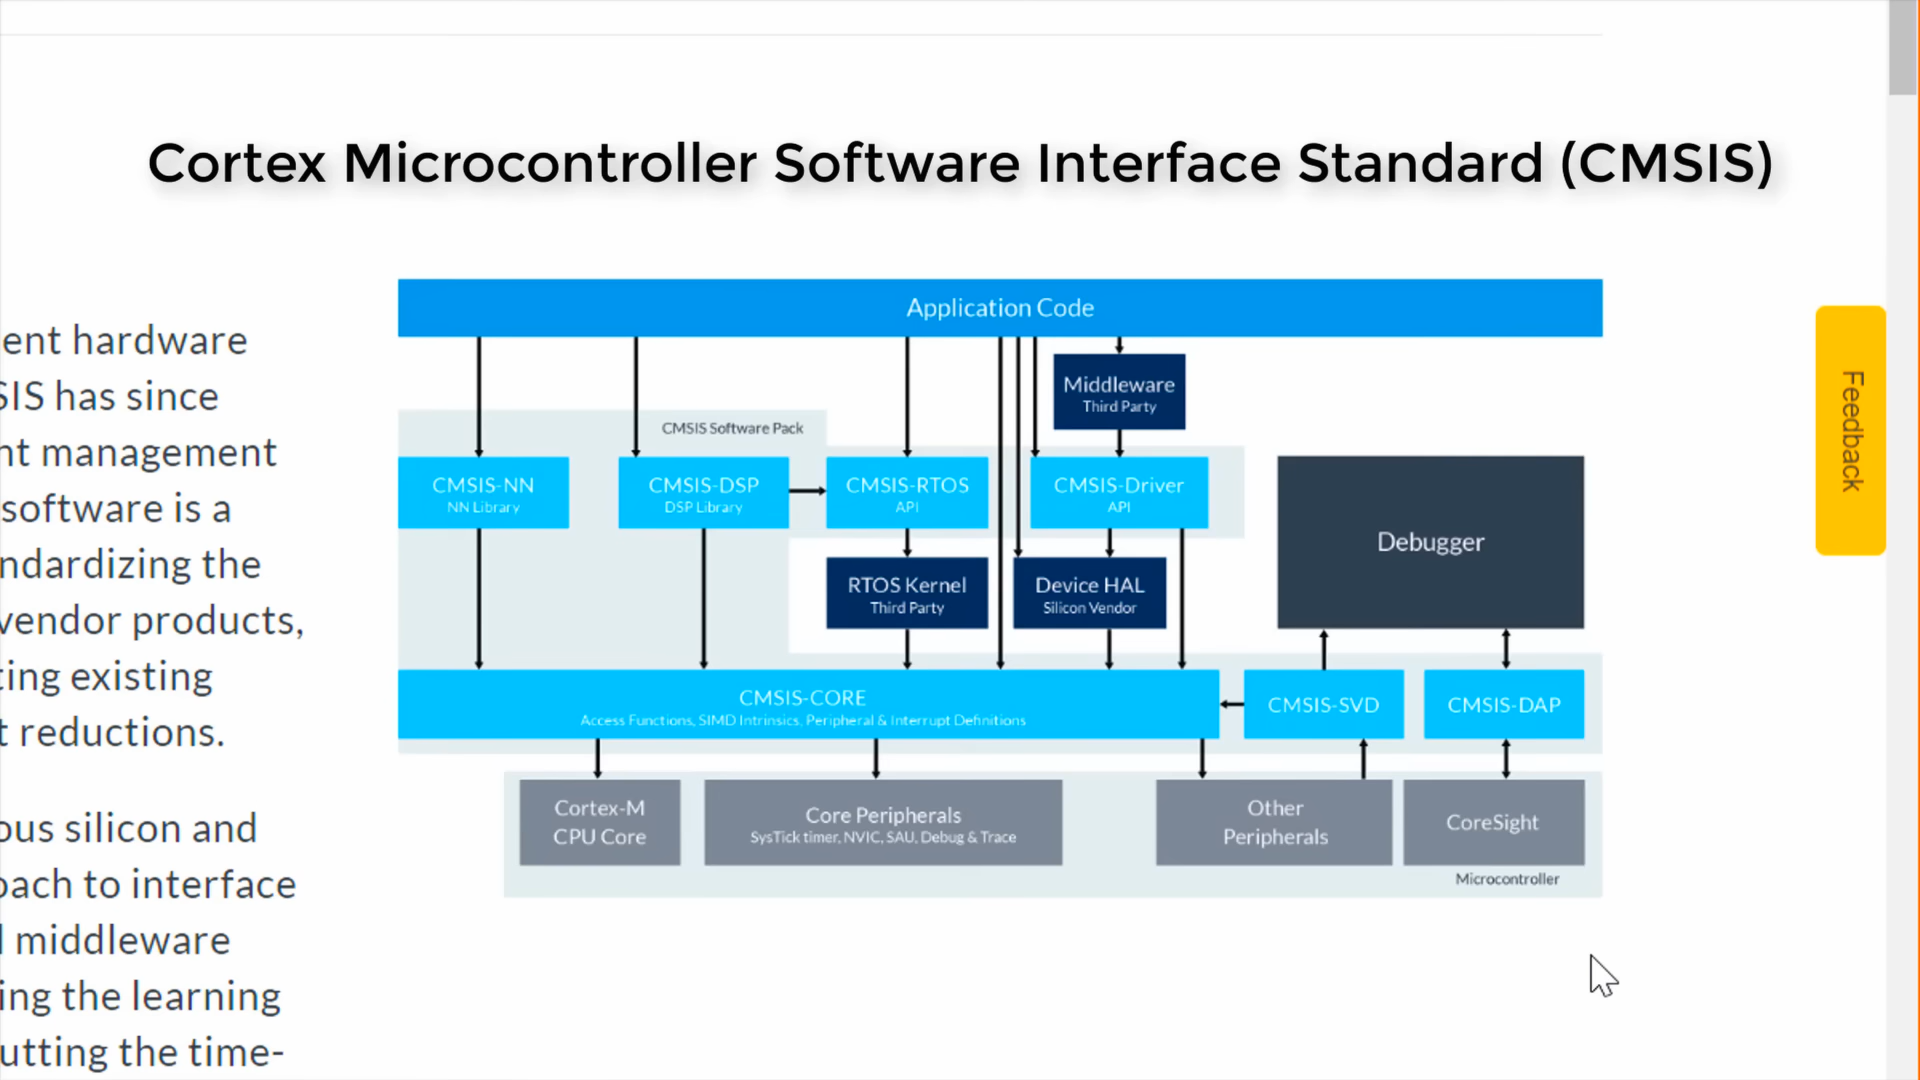 Cortex Microcontroller Software Interface Standard (CMSIS)
ent hardware
SIS has since
nt management
software is a
ndardizing the
vendor products,
ting existing
t reductions.
ous silicon and
oach to interface
l middleware
ing the learning
utting the time-
Application Code
Middleware
Third Party
CMSIS Software Pack
CMSIS-NN
NN Library
CMSIS-DSP
DSP Library
CMSIS-RTOS
API
CMSIS-Driver
API
RTOS Kernel
Third Party
Device HAL
Silicon Vendor
Debugger
CMSIS-CORE
Access Functions, SIMD Intrinsics, Peripheral & Interrupt Definitions
CMSIS-SVD
CMSIS-DAP
Cortex-M
CPU Core
Core Peripherals
SysTick timer, NVIC, SAU, Debug & Trace
Other
Peripherals
CoreSight
Microcontroller
Feedback